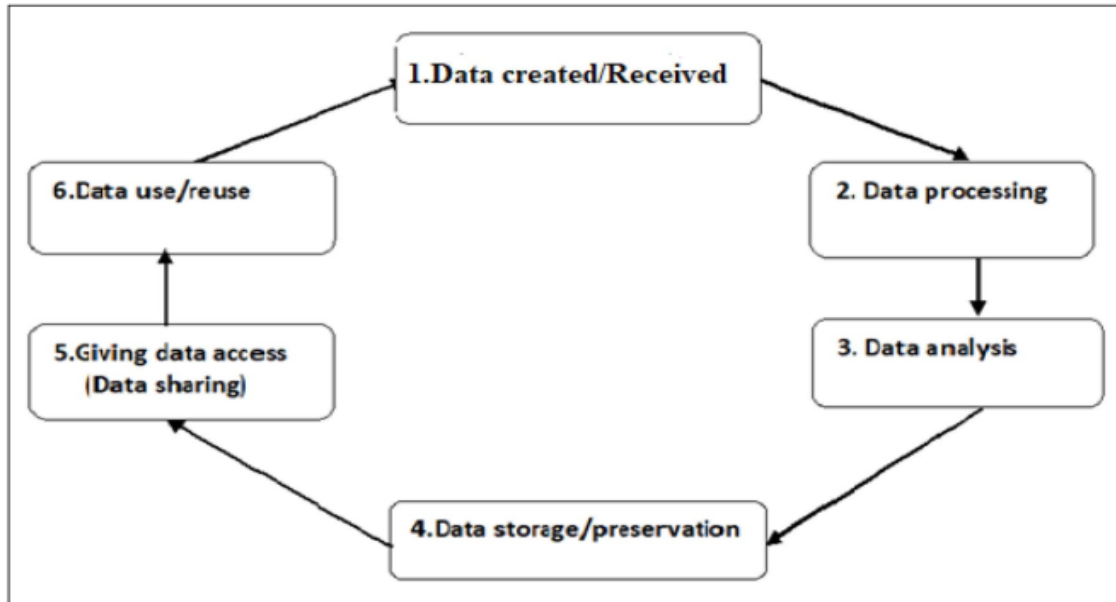 1.Data created/Received
2. Data processing
3. Data analysis
4.Data storage/preservation
5.Giving data access
(Data sharing)
6.Data use/reuse